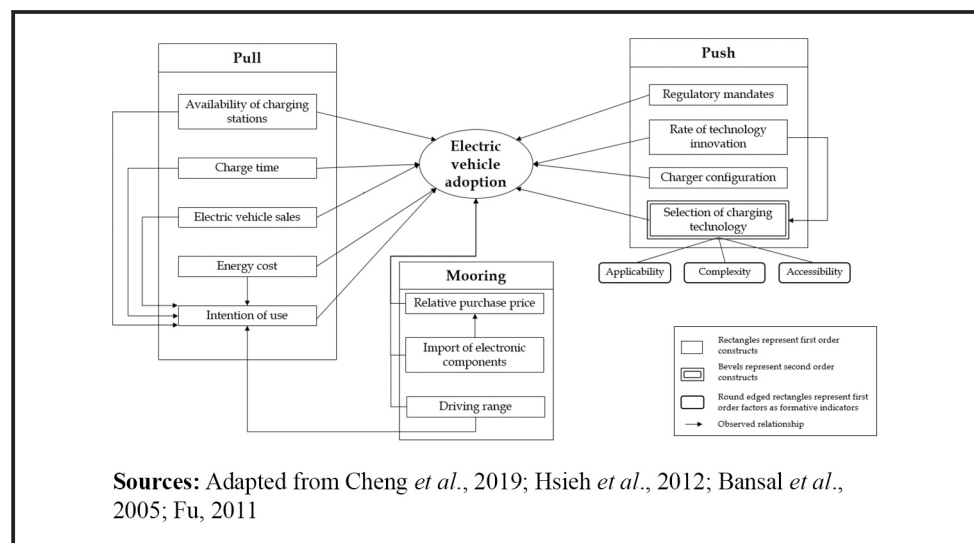 Pull
Availability of charging
stations
Charge time
Electric vehicle sales
Energy cost
Intention of use
Electric
vehicle
adoption
Mooring
Relative purchase price
Import of electronic
components
Driving range
Push
Regulatory mandates
Rate of technology
innovation
Charger configuration
Selection of charging
technology
Applicability
Complexity
Accessibility
Rectangles represent first order
constructs
Bevels represent second order
constructs
Round edged rectangles represent first
order factors as formative indicators
Observed relationship
Sources: Adapted from Cheng et al., 2019; Hsieh et al., 2012; Bansal et al.,
2005; Fu, 2011